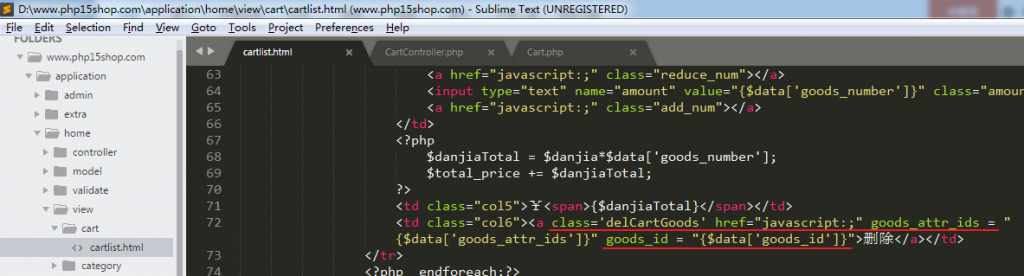 D:\www.php15shop.com\application\home\view\cart\cartlist.html (www.php15shop.com) - Sublime Text (UNREGISTERED)
File Edit Selection Find View Goto Tools Project Preferences Help
FOLDERS
www.php15shop.com
application
admin
extra
home
controller
model
validate
view
cart
cartlist.html
category
cartlist.html CartController.php Cart.php
63 <a href="javascript:;" class="reduce_num"></a>
64 <input type="text" name="amount" value="{$data['goods_number']}" class="amour
65 <a href="javascript:;" class="add_num"></a>
66 </td>
67 <?php
68 $danjiaTotal = $danjia*$data['goods_number'];
69 $total_price += $danjiaTotal;
70 ?>
71 <td class="col5">¥<span>{$danjiaTotal}</span></td>
72 <td class="col6"><a class='delCartGoods' href="javascript:;" goods_attr_ids = "
{$data['goods_attr_ids']}" goods_id = "{$data['goods_id']}">删除</a></td>
73 </tr>
74 <?php endforeach;?>